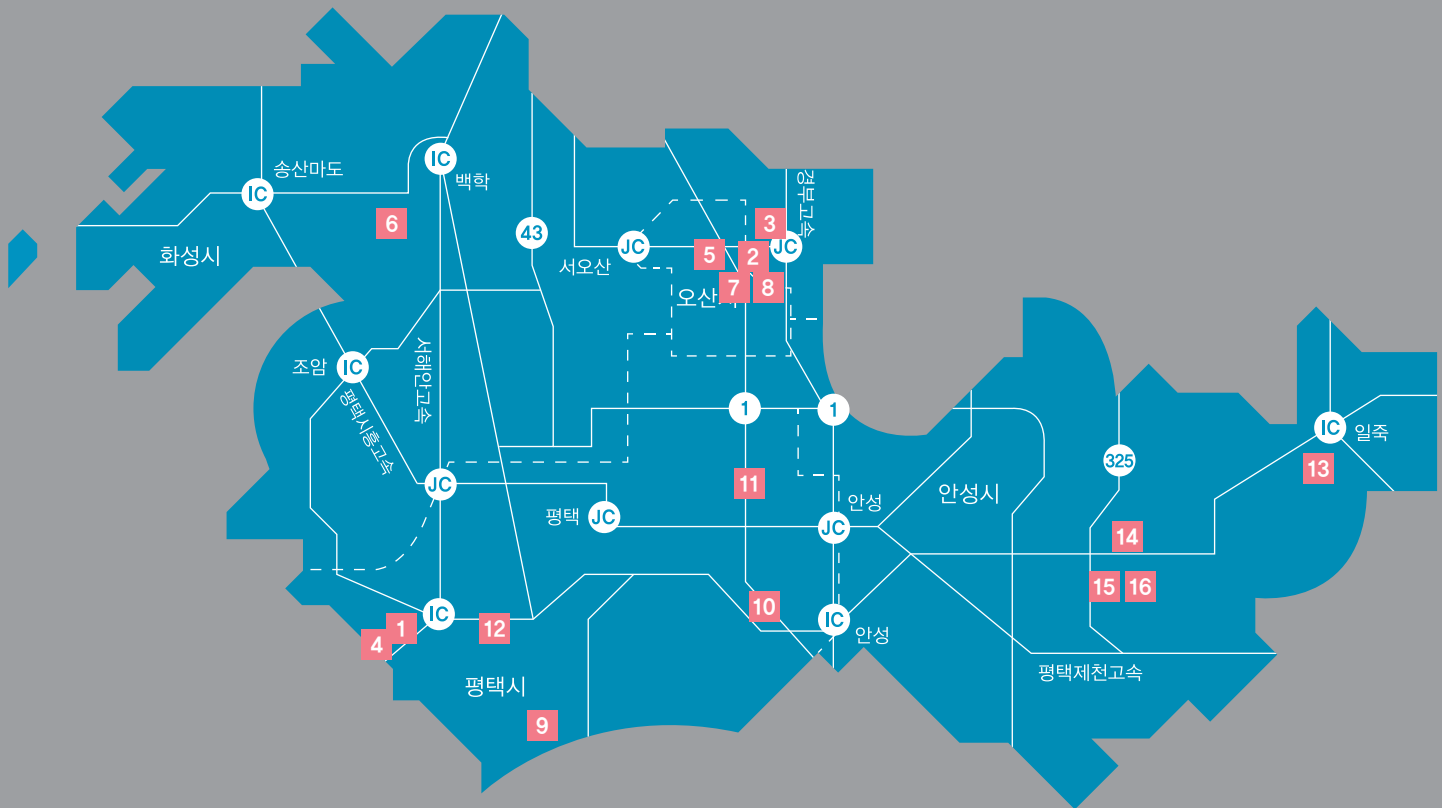 송산마도
IC
IC
백학
6
화성시
43
경부고속
3
JC
서오산
5
2
JC
7
8
오산시
조암
IC
서해안고속
평택시흥고속
1
1
325
IC
일죽
13
JC
11
안성시
안성
평택
JC
JC
14
15
16
IC
12
1
4
10
IC
안성
평택시
평택제천고속
9